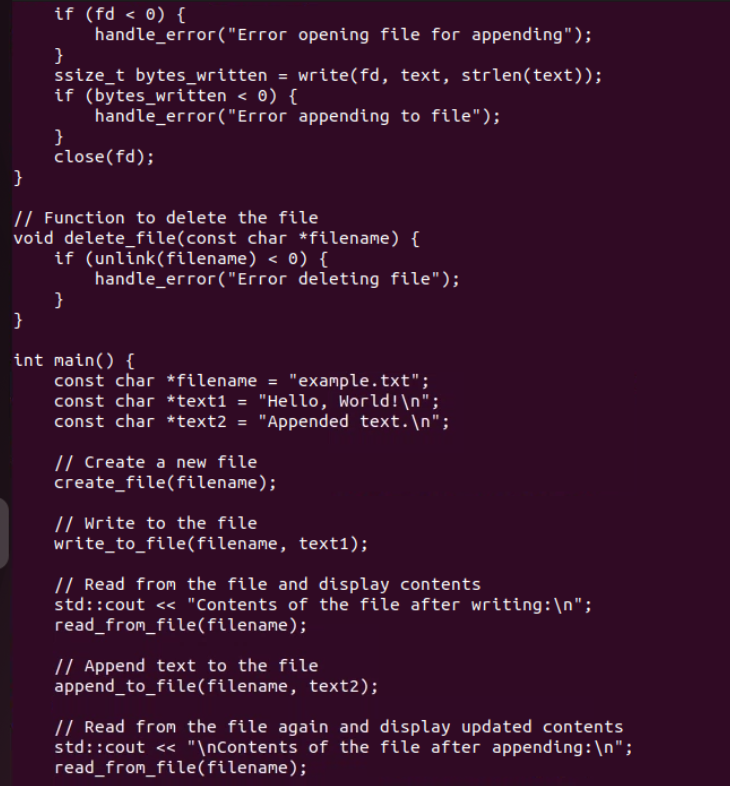 if (fd < 0) {
        handle_error("Error opening file for appending");
    }
    ssize_t bytes_written = write(fd, text, strlen(text));
    if (bytes_written < 0) {
        handle_error("Error appending to file");
    }
    close(fd);
}

// Function to delete the file
void delete_file(const char *filename) {
    if (unlink(filename) < 0) {
        handle_error("Error deleting file");
    }
}

int main() {
    const char *filename = "example.txt";
    const char *text1 = "Hello, World!\n";
    const char *text2 = "Appended text.\n";

    // Create a new file
    create_file(filename);

    // Write to the file
    write_to_file(filename, text1);

    // Read from the file and display contents
    std::cout << "Contents of the file after writing:\n";
    read_from_file(filename);

    // Append text to the file
    append_to_file(filename, text2);

    // Read from the file again and display updated contents
    std::cout << "\nContents of the file after appending:\n";
    read_from_file(filename);